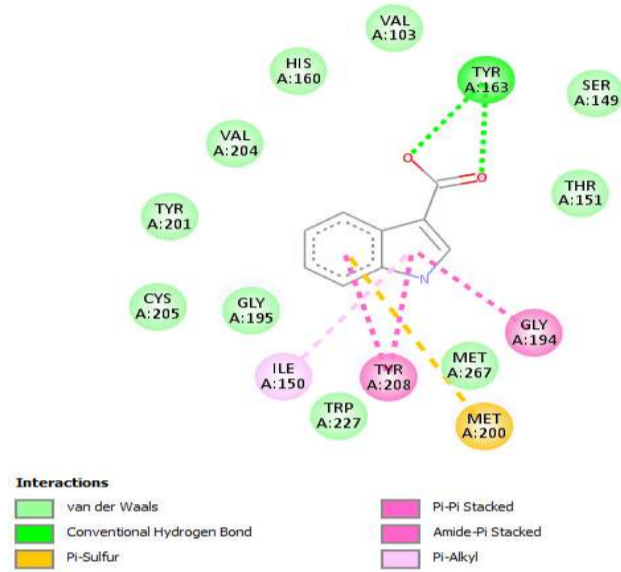 VAL
A:103
HIS
A:160
TYR
A:163
SER
A:149
VAL
A:204
O
O
THR
A:151
TYR
A:201
N
CYS
A:205
GLY
A:195
GLY
A:194
ILE
A:150
TYR
A:208
MET
A:267
TRP
A:227
MET
A:200
Interactions
van der Waals
Conventional Hydrogen Bond
Pi-Sulfur
Pi-Pi Stacked
Amide-Pi Stacked
Pi-Alkyl